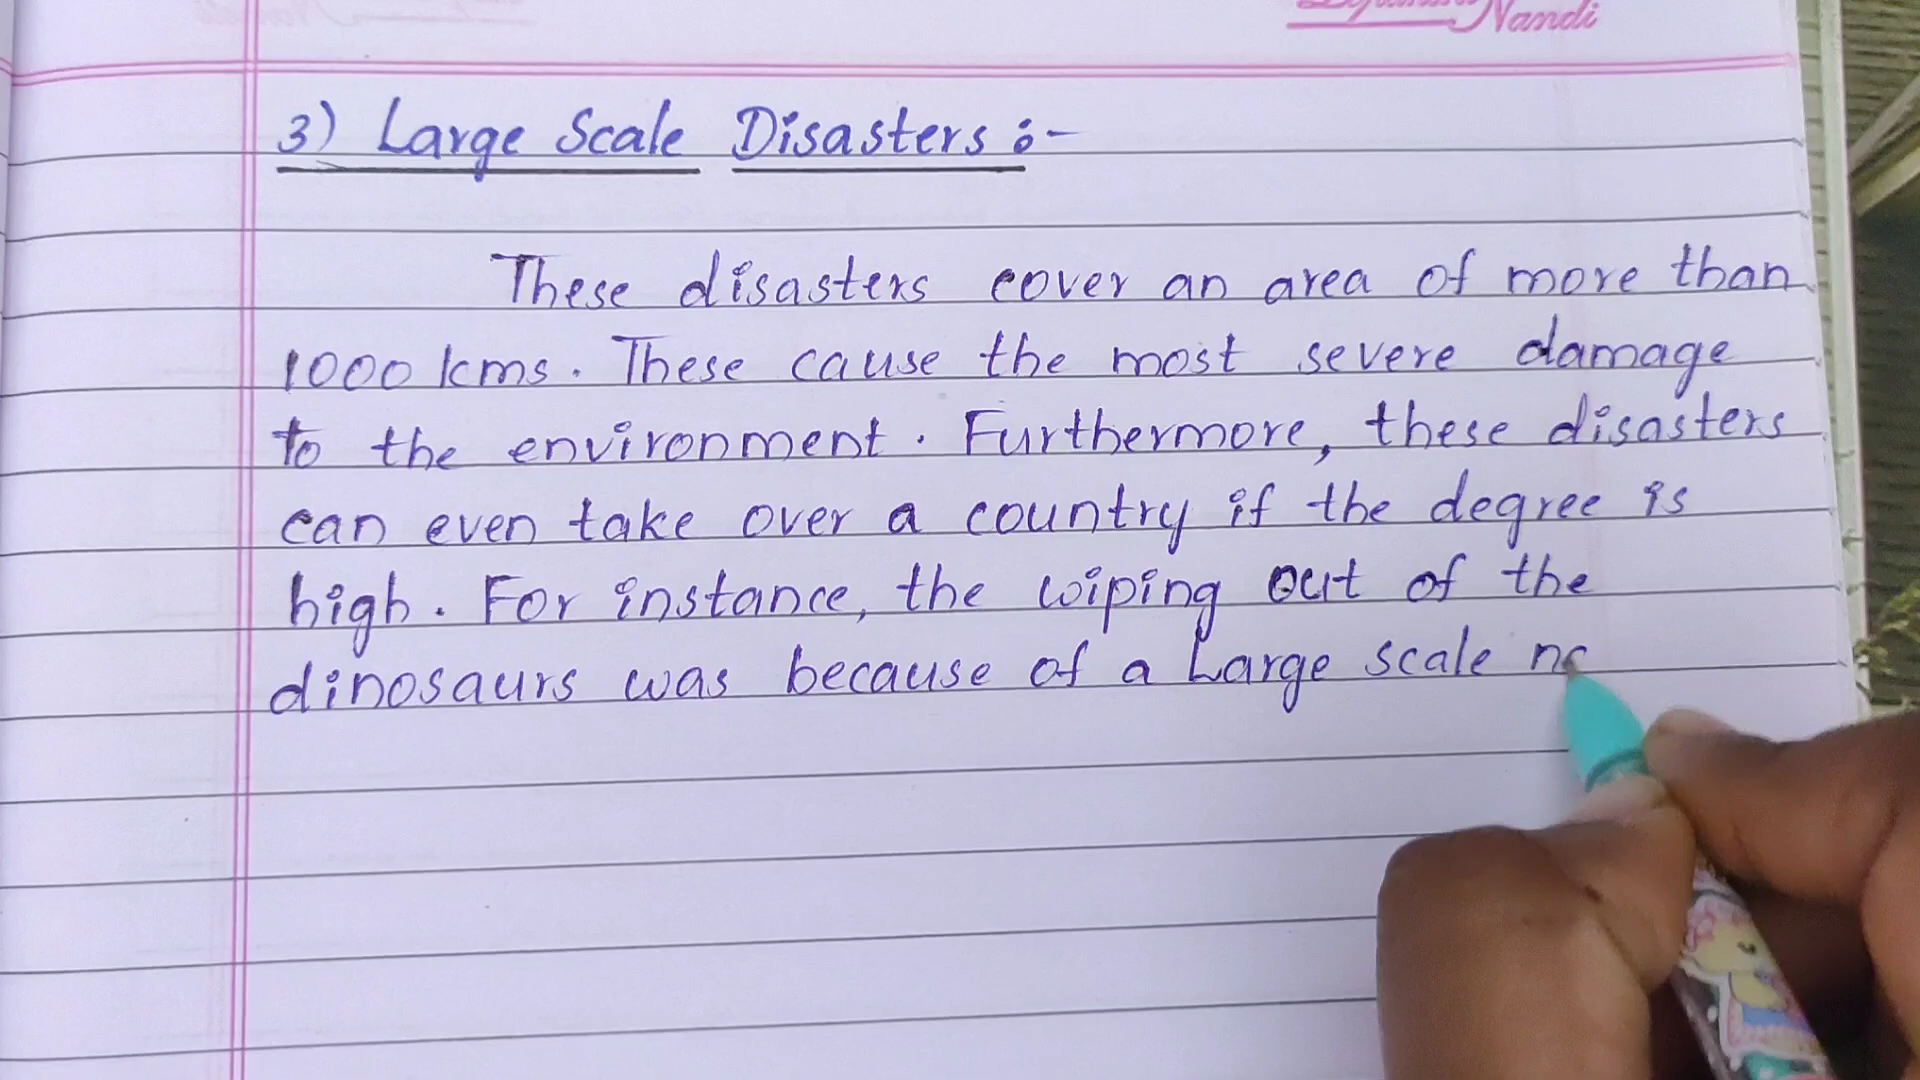 Nandi
3) Large Scale Disasters :-
These disasters cover an area of more than
1000 kms. These cause the most severe damage
to the environment. Furthermore, these disasters
can even take over a country if the degree is
high. For instance, the wiping out of the
dinosaurs was because of a Large scale